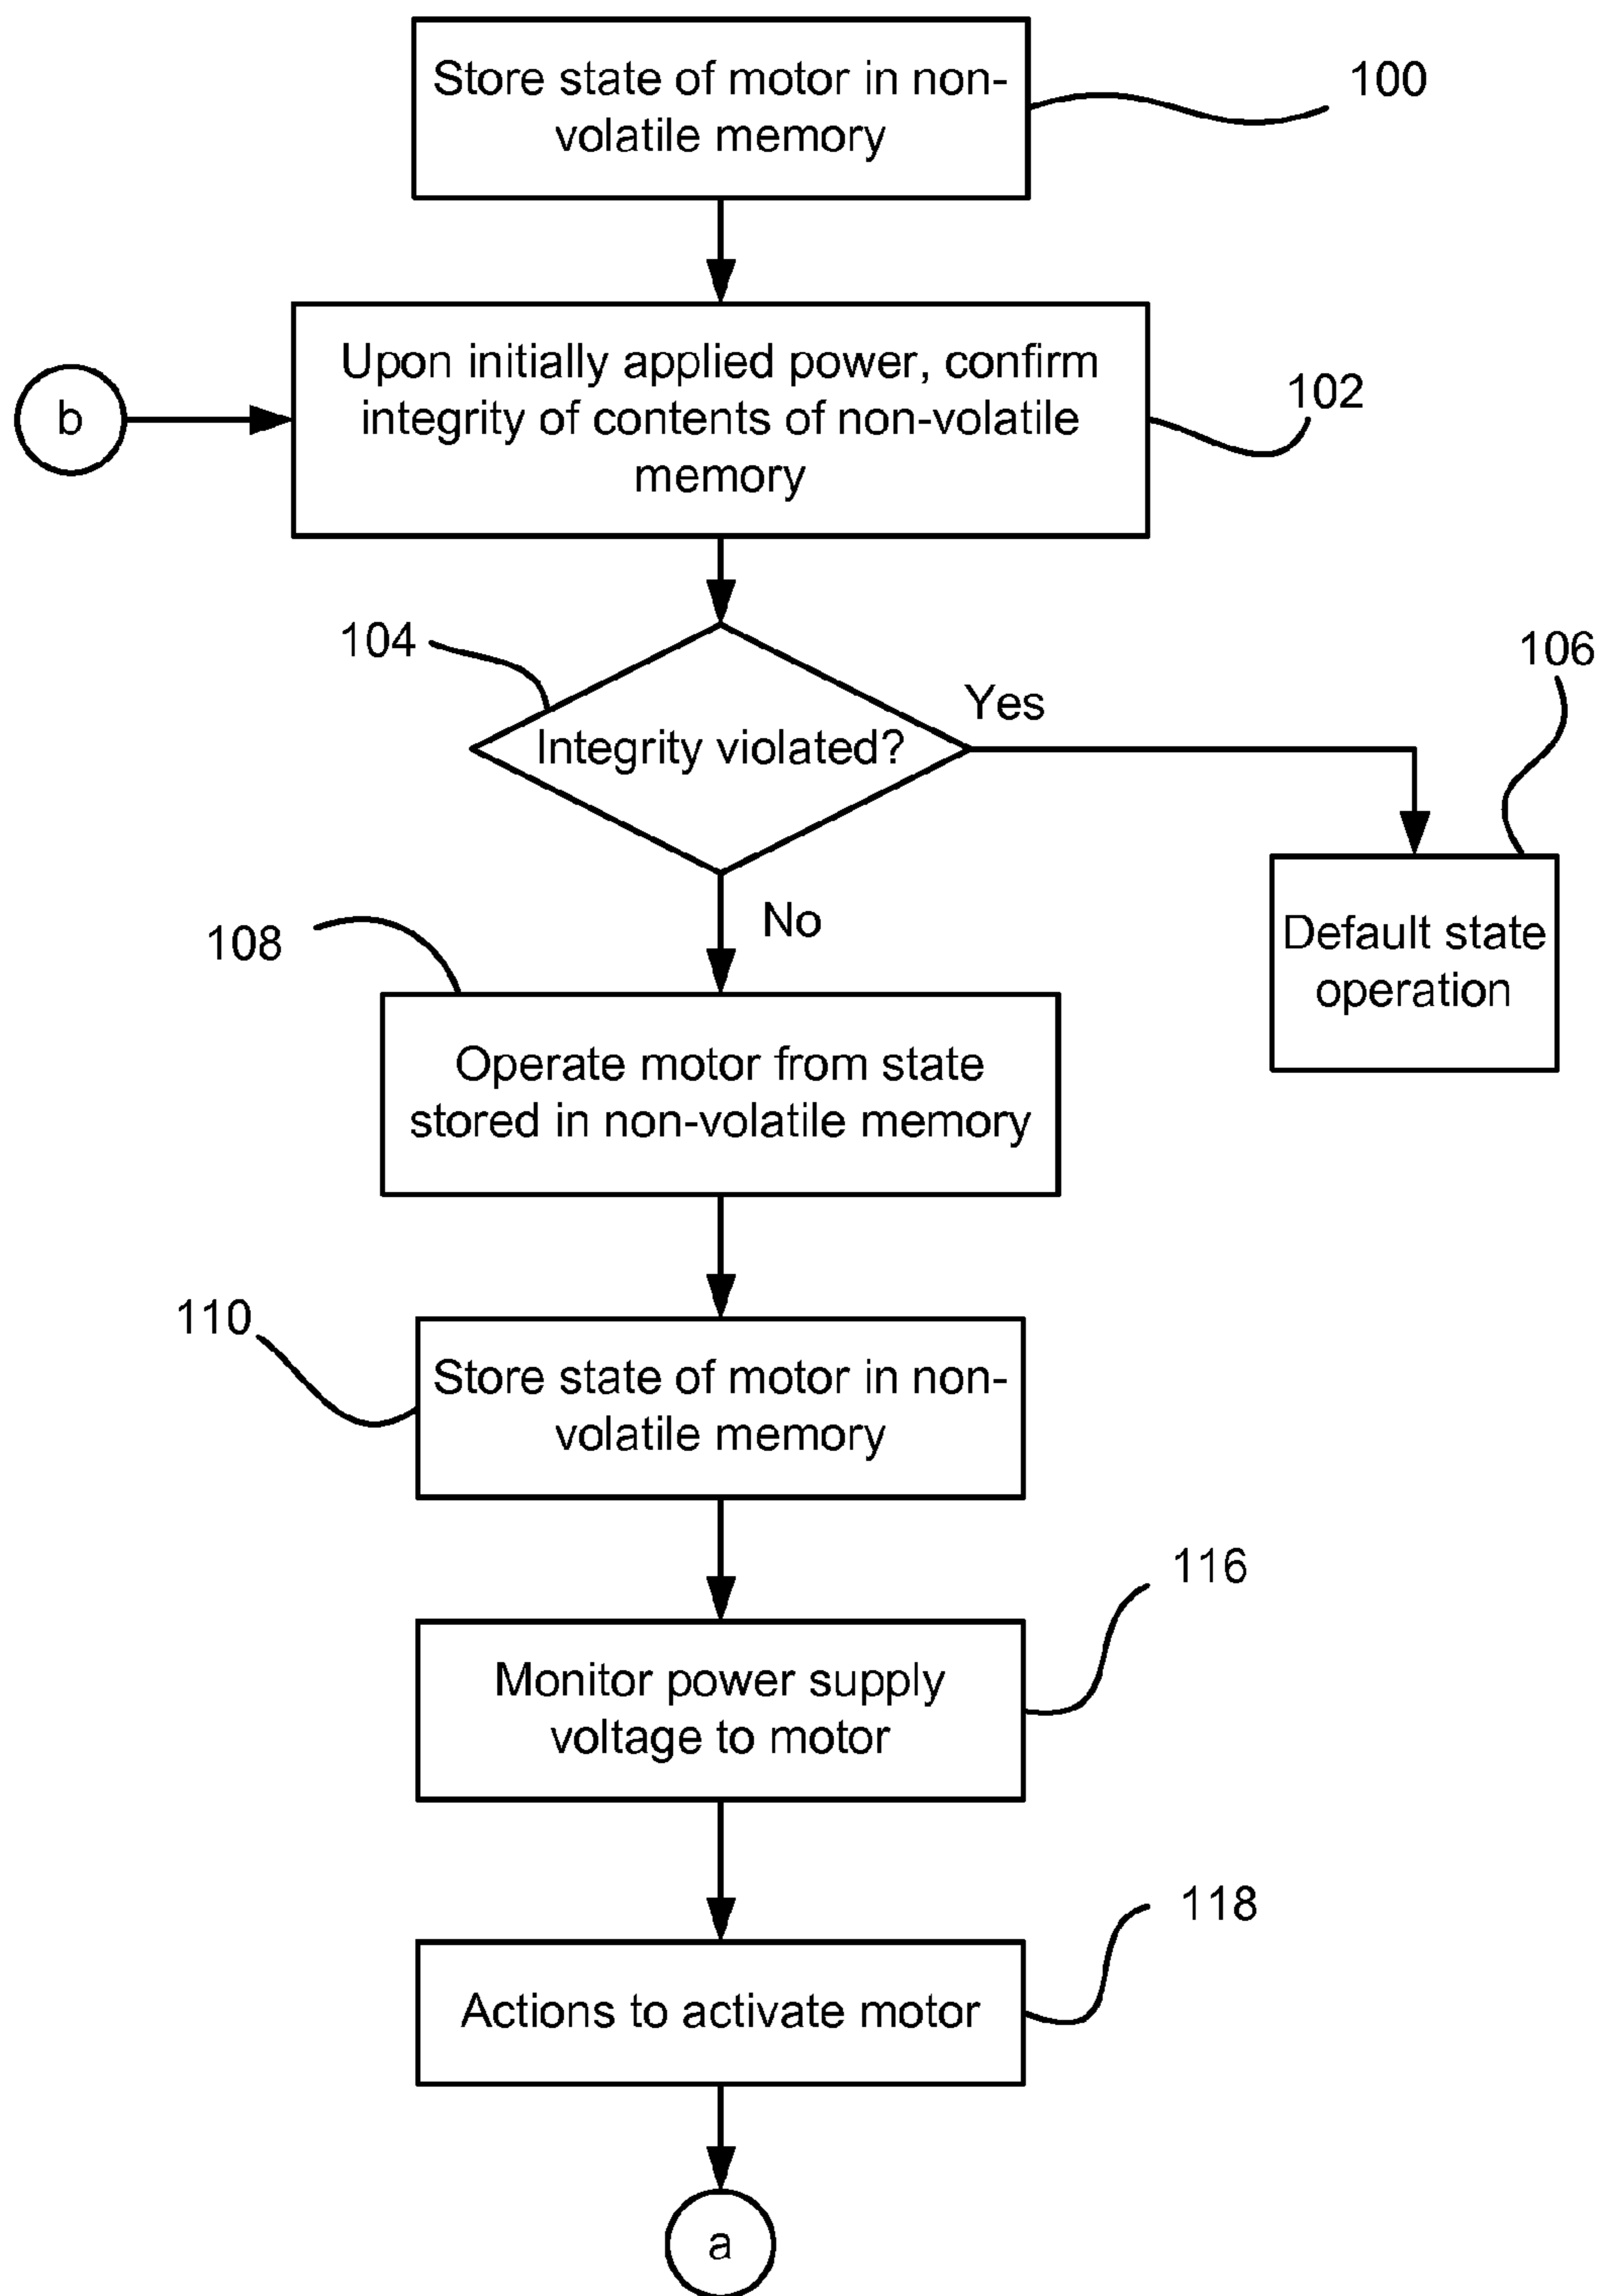 Store state of motor in non-
volatile memory
100
Upon initially applied power, confirm
integrity of contents of non-volatile
memory
b
102
104
Integrity violated?
Yes
106
Default state
operation
No
108
Operate motor from state
stored in non-volatile memory
110
Store state of motor in non-
volatile memory
116
Monitor power supply
voltage to motor
118
Actions to activate motor
a